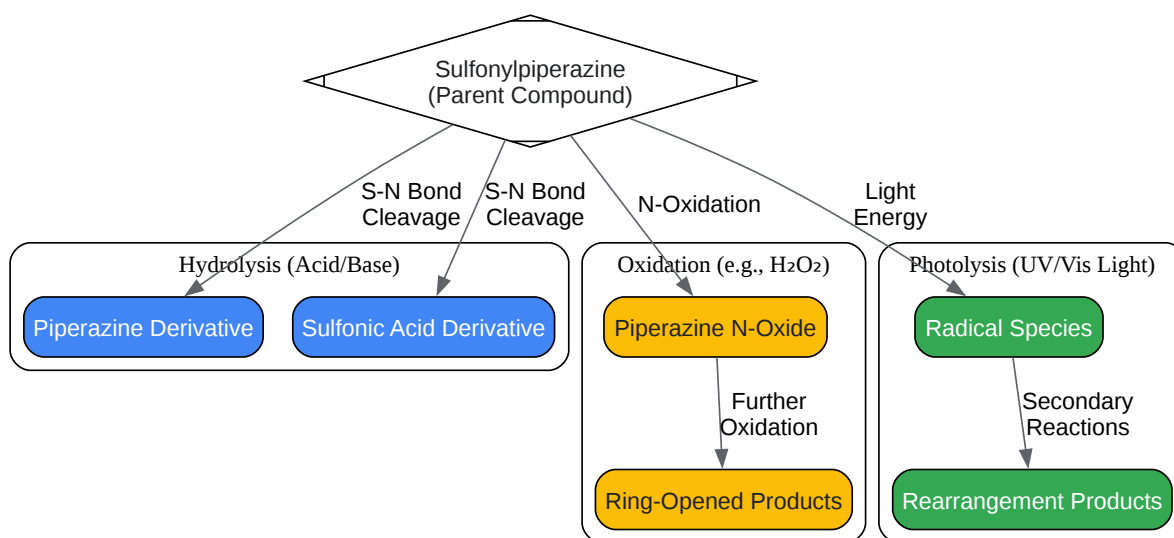 Sulfonylpiperazine
(Parent Compound)
S-N Bond
Cleavage
S-N Bond
Cleavage
N-Oxidation
Light
Energy
Hydrolysis (Acid/Base)
Oxidation (e.g., H₂O₂)
Photolysis (UV/Vis Light)
Piperazine Derivative
Sulfonic Acid Derivative
Piperazine N-Oxide
Radical Species
Further
Oxidation
Secondary
Reactions
Ring-Opened Products
Rearrangement Products